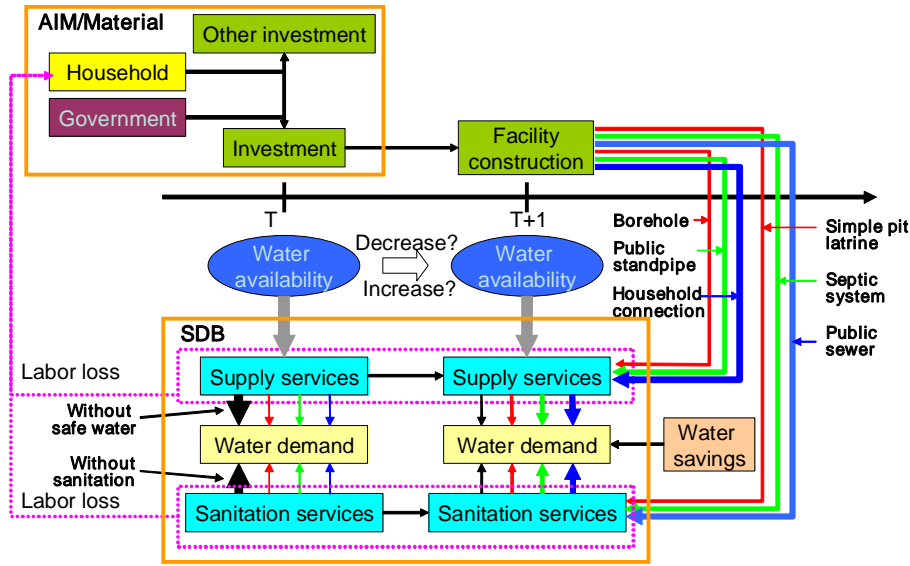 AIM/Material
Other investment
Household
Government
Investment
Facility
construction
T
T+1
Borehole
Public
standpipe
Household
connection
Simple pit
latrine
Septic
system
Public
sewer
Water
availability
Decrease?
Increase?
Water
availability
SDB
Labor loss
Supply services
Supply services
Without
safe water
Water demand
Water demand
Water
savings
Without
sanitation
Labor loss
Sanitation services
Sanitation services